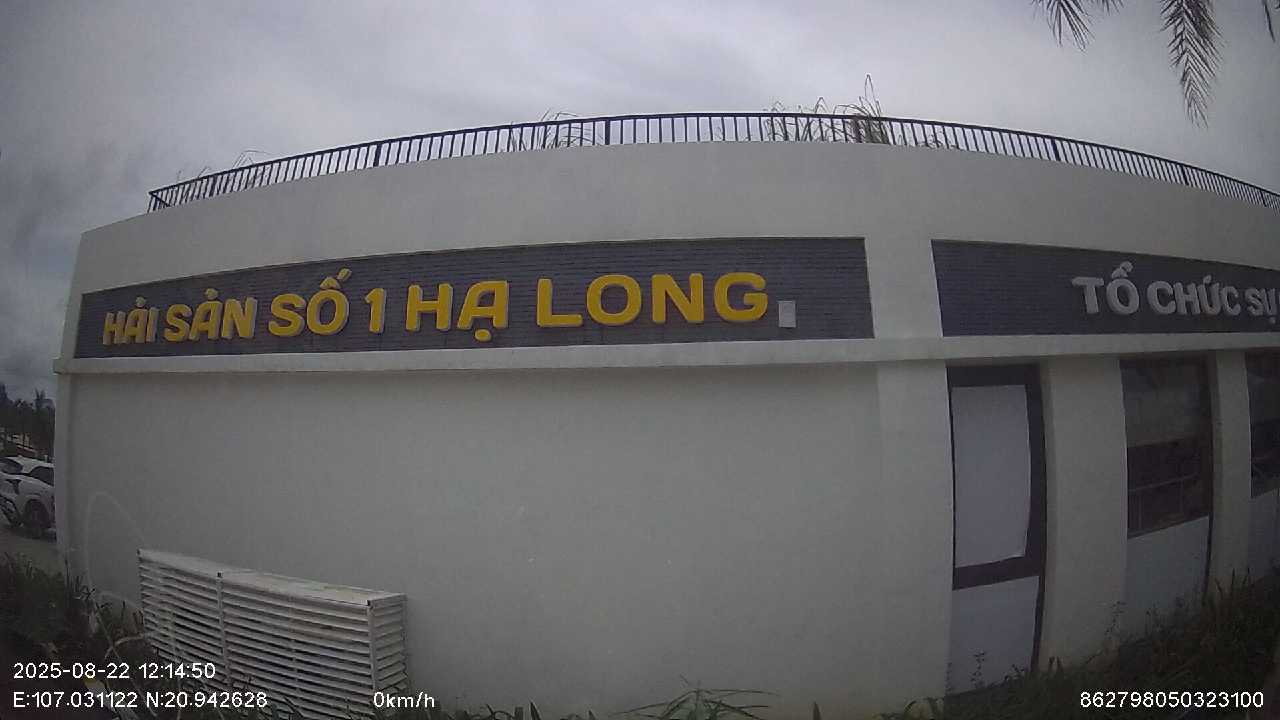 HẢI SẢN SỐ 1 HẠ LONG
TỔ CHỨC SỰ
2025-08-22 12:14:50
E:107.031122 N:20.942628
0km/h
862798050323100